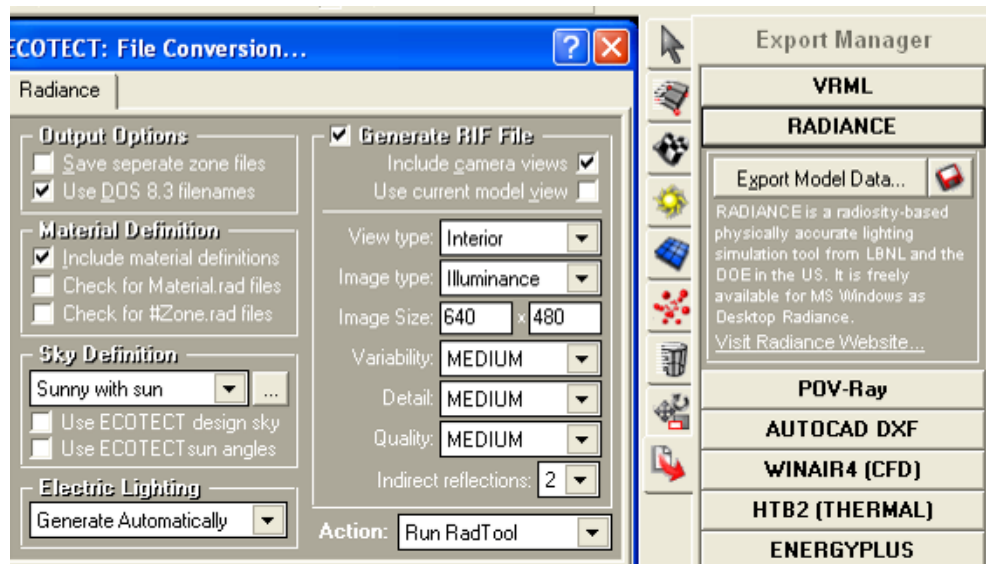 ECOTECT: File Conversion...
Radiance
Output Options
Save seperate zone files
Use DOS 8.3 filenames
Material Definition
Include material definitions
Check for Material.rad files
Check for #Zone.rad files
Sky Definition
Sunny with sun
...
Use ECOTECT design sky
Use ECOTECT sun angles
Electric Lighting
Generate Automatically
Generate RIF File
Include camera views
Use current model view
View type: Interior
Image type: Illuminance
Image Size: 640 x 480
Variability: MEDIUM
Detail: MEDIUM
Quality: MEDIUM
Indirect reflections: 2
Action: Run RadTool
Export Manager
VRML
RADIANCE
Export Model Data...
RADIANCE is a radiosity-based
physically accurate lighting
simulation tool from LBNL and the
DOE in the US. It is freely
available for MS Windows as
Desktop Radiance.
Visit Radiance Website...
POV-Ray
AUTOCAD DXF
WINAIR4 (CFD)
HTB2 (THERMAL)
ENERGYPLUS